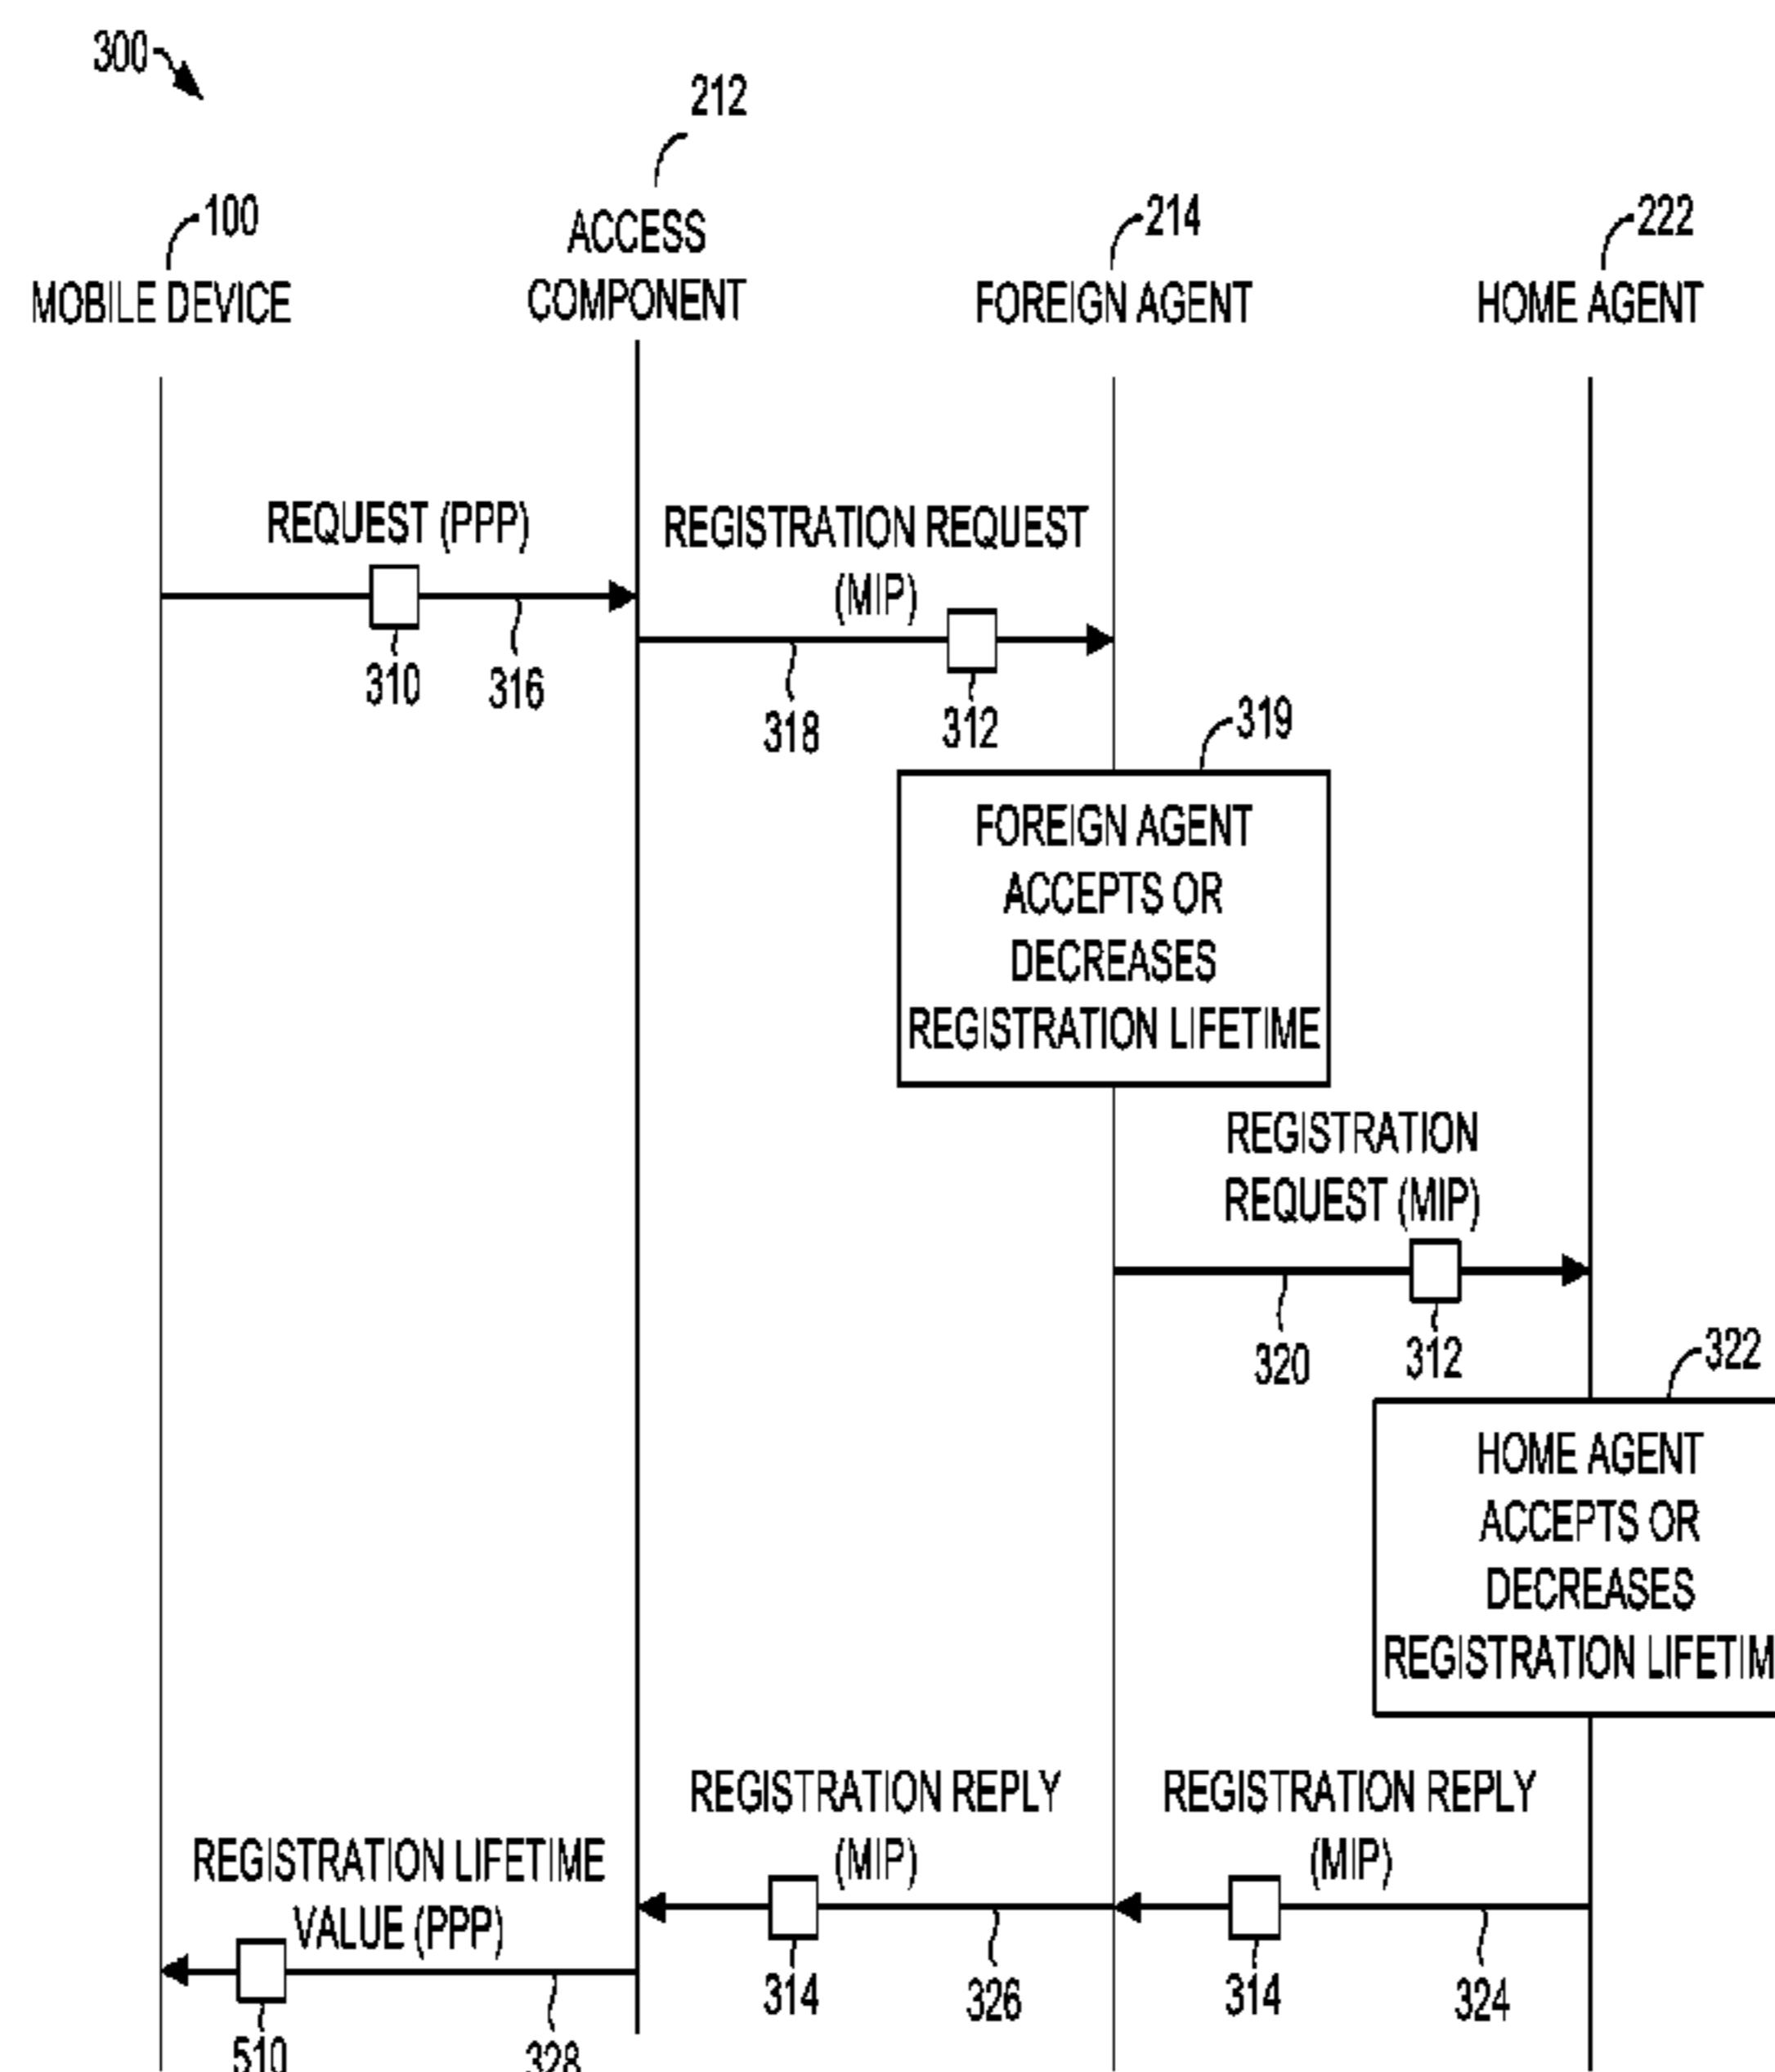 300
212
100
ACCESS
COMPONENT
214
222
MOBILE DEVICE
FOREIGN AGENT
HOME AGENT
REQUEST (PPP)
REGISTRATION REQUEST
(MIP)
310
316
318
312
319
FOREIGN AGENT
ACCEPTS OR
DECREASES
REGISTRATION LIFETIME
REGISTRATION
REQUEST (MIP)
320
312
322
HOME AGENT
ACCEPTS OR
DECREASES
REGISTRATION LIFETIM
REGISTRATION REPLY
(MIP)
REGISTRATION REPLY
(MIP)
REGISTRATION LIFETIME
VALUE (PPP)
314
326
314
324
510
328